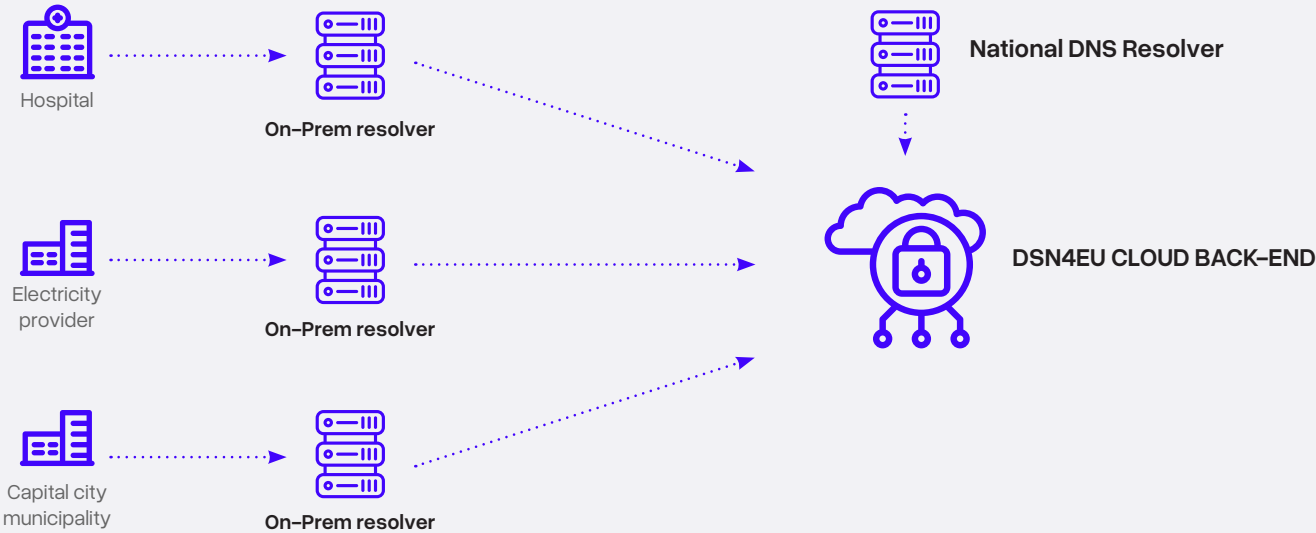 Hospital
On-Prem resolver
National DNS Resolver
Electricity
provider
On-Prem resolver
DSN4EU CLOUD BACK-END
Capital city
municipality
On-Prem resolver